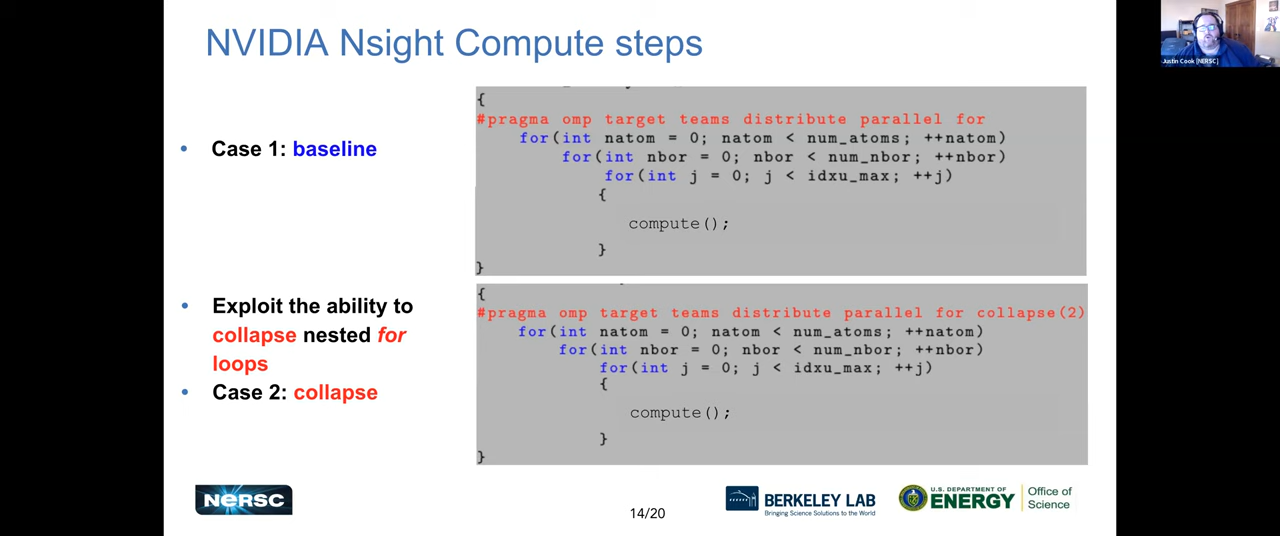 NVIDIA Nsight Compute steps
• Case 1: baseline
{
#pragma omp target teams distribute parallel for
for(int natom = 0; natom < num_atoms; ++natom)
for(int nbor = 0; nbor < num_nbor; ++nbor)
for(int j = 0; j < idxu_max; ++j)
{
compute();
}
}
• Exploit the ability to
collapse nested for
loops
• Case 2: collapse
{
#pragma omp target teams distribute parallel for collapse(2)
for(int natom = 0; natom < num_atoms; ++natom)
for(int nbor = 0; nbor < num_nbor; ++nbor)
for(int j = 0; j < idxu_max; ++j)
{
compute();
}
}
NERSC
14/20
BERKELEY LAB
Bringing Science Solutions to the World
U.S. DEPARTMENT OF
ENERGY
Office of
Science
Justin Cook [NERSC]